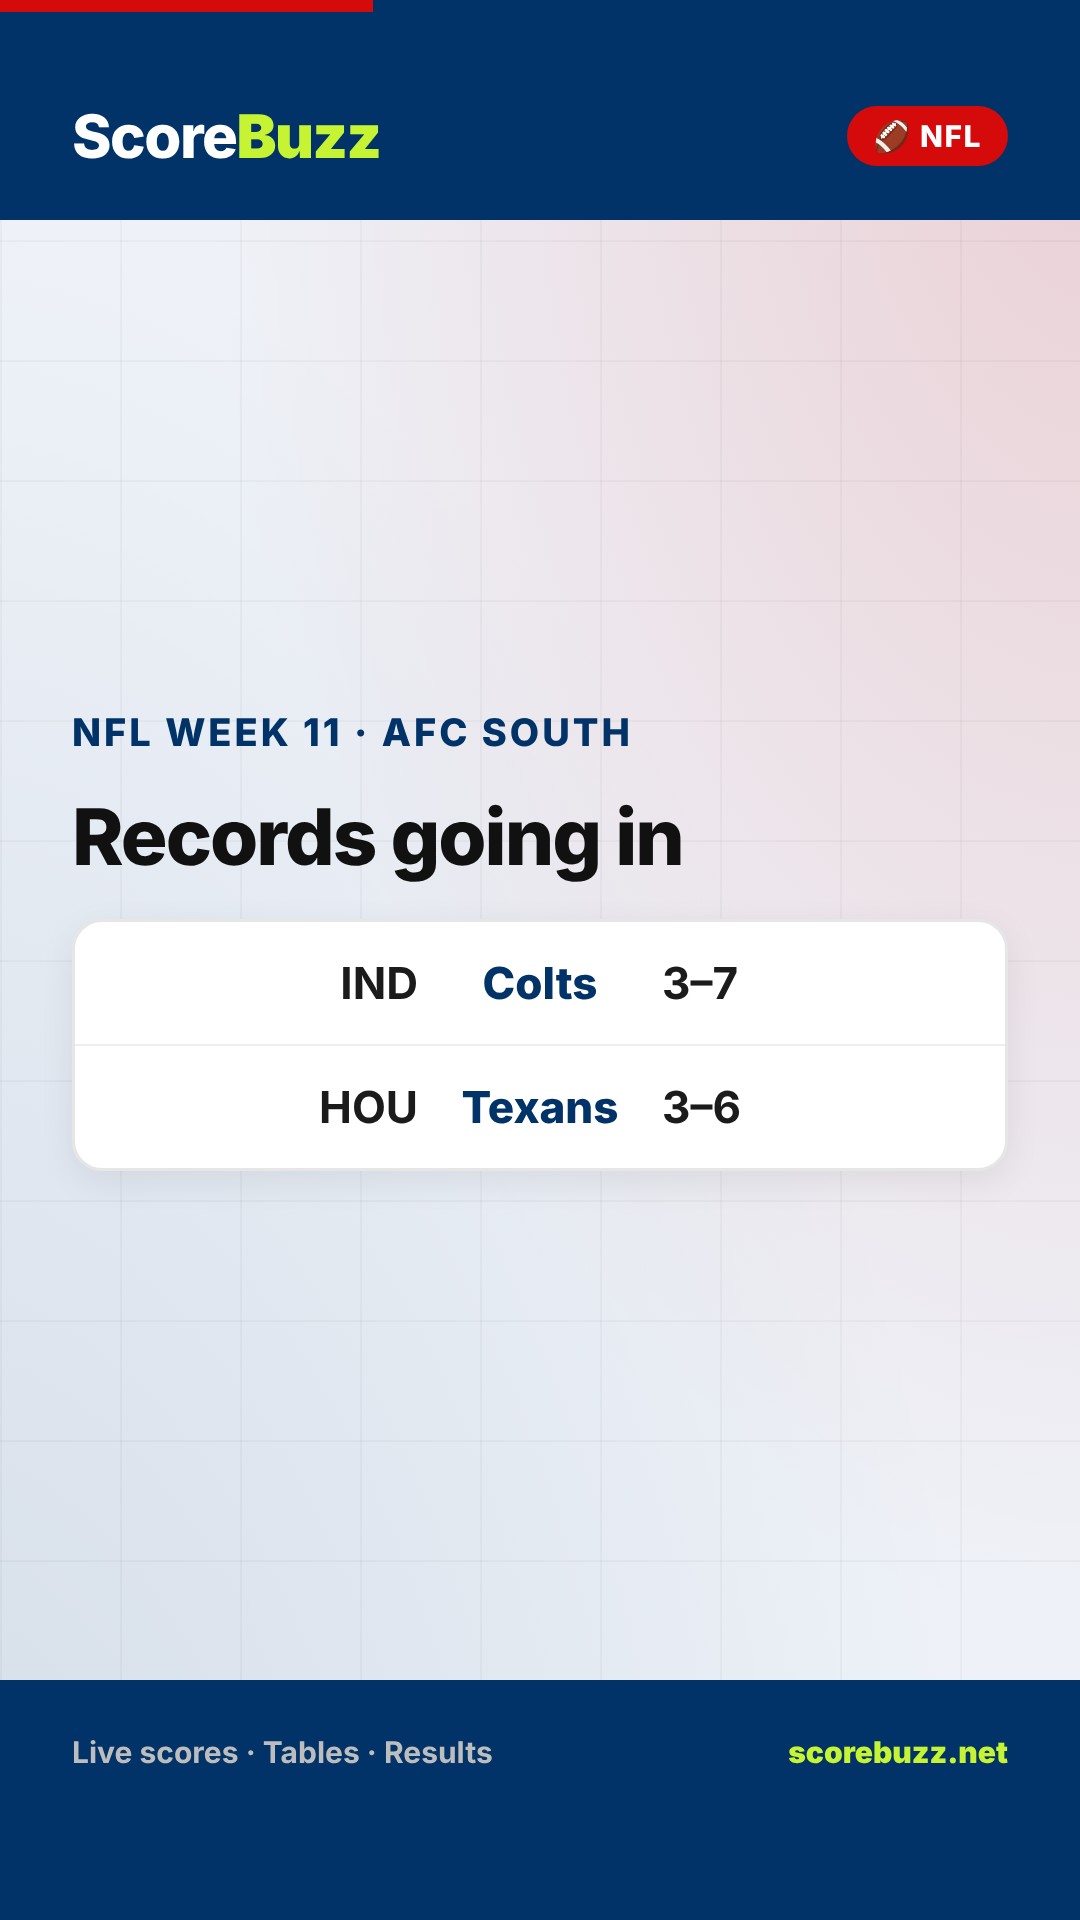 ScoreBuzz
🏈 NFL
NFL WEEK 11 · AFC SOUTH
Records going in
IND Colts 3–7
HOU Texans 3–6
Live scores · Tables · Results
scorebuzz.net